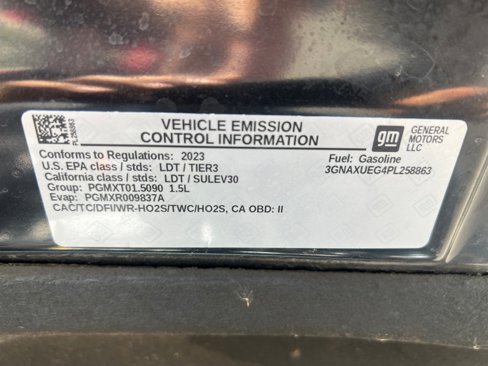 PL258863
VEHICLE EMISSION
CONTROL INFORMATION
gm
GENERAL
MOTORS
LLC
Conforms to Regulations: 2023
U.S. EPA class / stds: LDT / TIER3
California class / stds: LDT / SULEV30
Group: PGMXT01.5090 1.5L
Evap: PGMXR009837A
CAC/TC/DFI/WR-HO2S/TWC/HO2S, CA OBD: II
Fuel: Gasoline
3GNAXUEG4PL258863